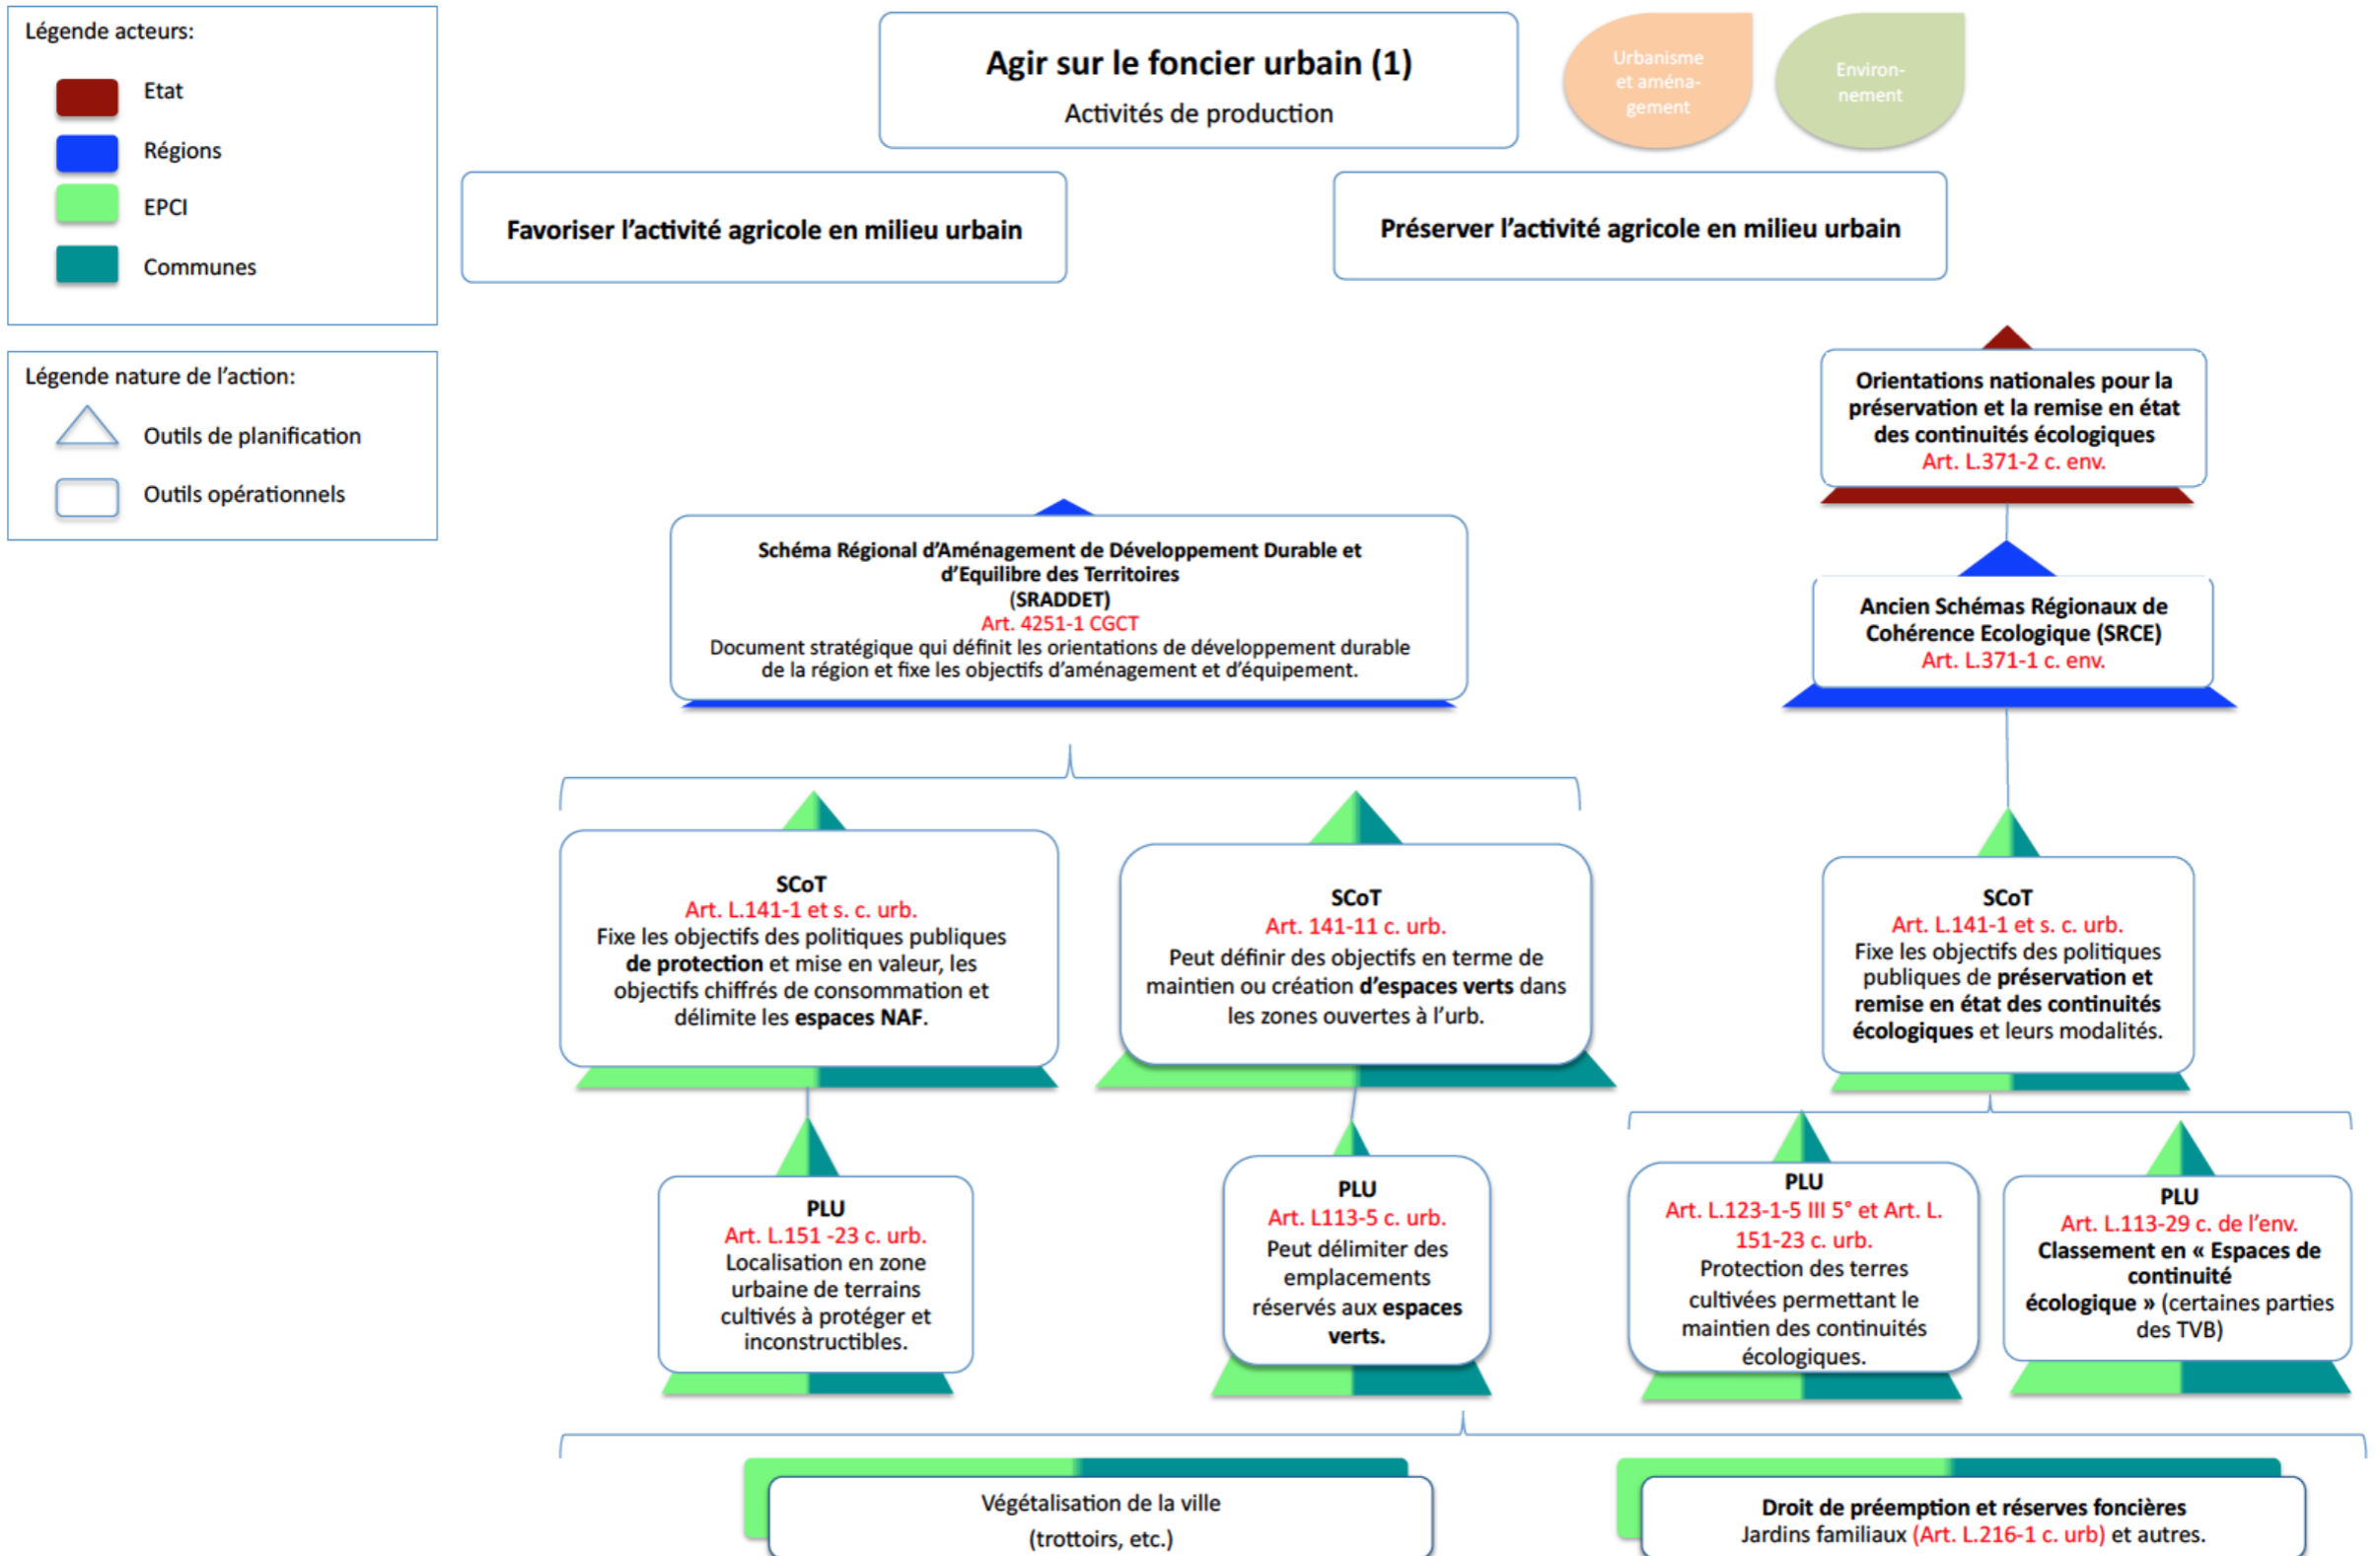 Légende acteurs:
Etat
Régions
EPCI
Communes
Légende nature de l’action:
Outils de planification
Outils opérationnels
Agir sur le foncier urbain (1)
Activités de production
Urbanisme
et aména-
gement
Environ-
nement
Favoriser l’activité agricole en milieu urbain
Préserver l’activité agricole en milieu urbain
Orientations nationales pour la
préservation et la remise en état
des continuités écologiques
Art. L.371-2 c. env.
Schéma Régional d’Aménagement de Développement Durable et
d’Equilibre des Territoires
(SRADDET)
Art. 4251-1 CGCT
Document stratégique qui définit les orientations de développement durable
de la région et fixe les objectifs d’aménagement et d’équipement.
Ancien Schémas Régionaux de
Cohérence Ecologique (SRCE)
Art. L.371-1 c. env.
SCoT
Art. L.141-1 et s. c. urb.
Fixe les objectifs des politiques publiques
de protection et mise en valeur, les
objectifs chiffrés de consommation et
délimite les espaces NAF.
SCoT
Art. 141-11 c. urb.
Peut définir des objectifs en terme de
maintien ou création d’espaces verts dans
les zones ouvertes à l’urb.
SCoT
Art. L.141-1 et s. c. urb.
Fixe les objectifs des politiques
publiques de préservation et
remise en état des continuités
écologiques et leurs modalités.
PLU
Art. L.151 -23 c. urb.
Localisation en zone
urbaine de terrains
cultivés à protéger et
inconstructibles.
PLU
Art. L113-5 c. urb.
Peut délimiter des
emplacements
réservés aux espaces
verts.
PLU
Art. L.123-1-5 III 5° et Art. L.
151-23 c. urb.
Protection des terres
cultivées permettant le
maintien des continuités
écologiques.
PLU
Art. L.113-29 c. de l’env.
Classement en « Espaces de
continuité
écologique » (certaines parties
des TVB)
Végétalisation de la ville
(trottoirs, etc.)
Droit de préemption et réserves foncières
Jardins familiaux (Art. L.216-1 c. urb) et autres.